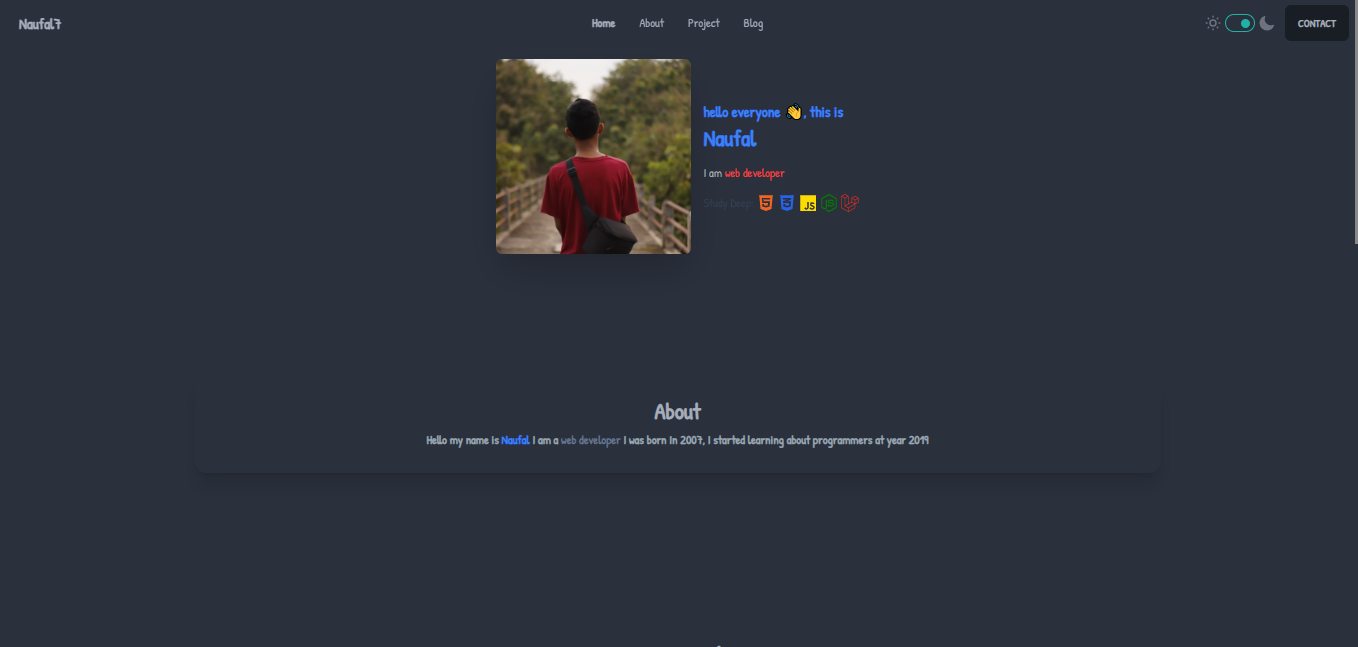 Naufal7
Home About Project Blog
CONTACT
hello everyone 👋, this is
Naufal
I am web developer
Study Deep: 5 3 JS JS
About
Hello my name is Naufal I am a web developer I was born in 2007, I started learning about programmers at year 2019